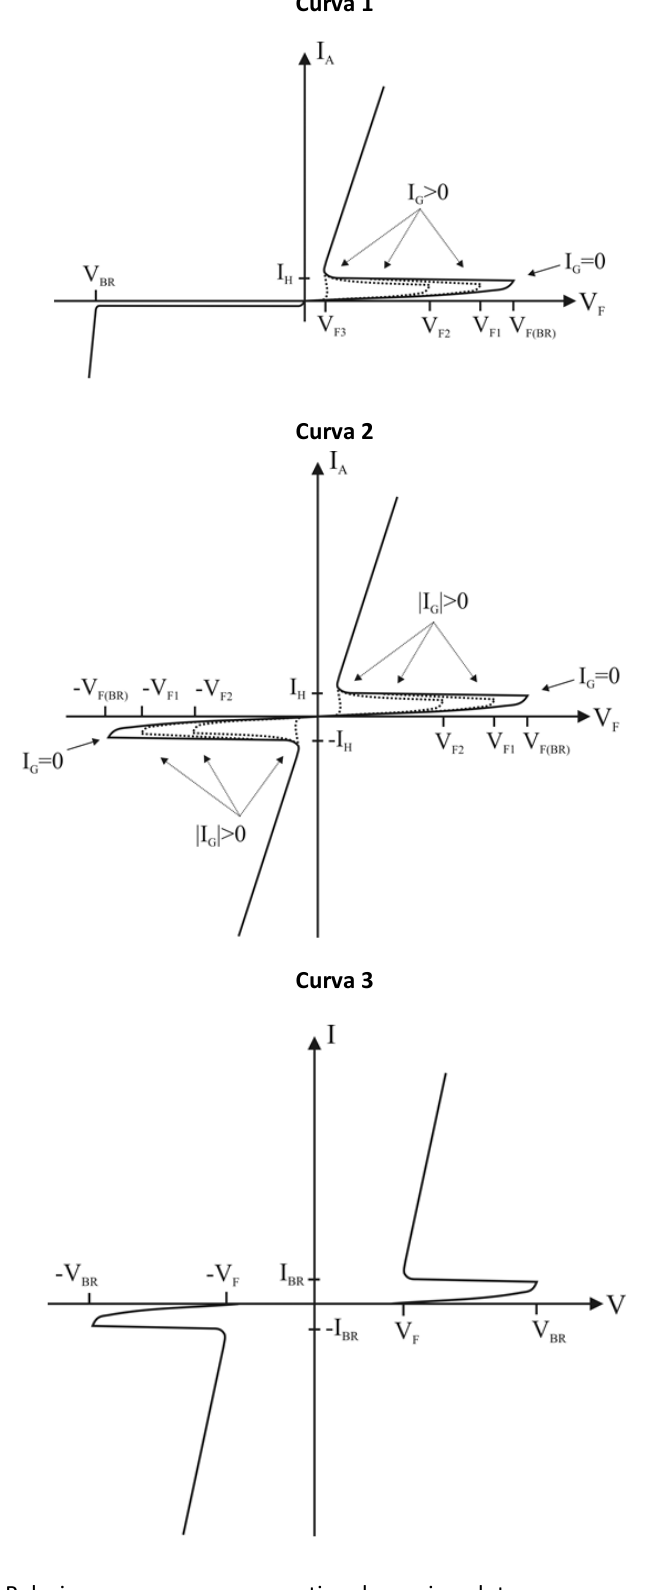 Curva 1
I_A
I_G>0
I_G=0
V_BR
I_H
V_F
V_F3
V_F2
V_F1
V_F(BR)
Curva 2
I_A
|I_G|>0
I_G=0
-V_F(BR)
-V_F1
-V_F2
I_H
V_F
I_G=0
-I_H
V_F2
V_F1
V_F(BR)
|I_G|>0
Curva 3
I
-V_BR
-V_F
I_BR
V
-I_BR
V_F
V_BR